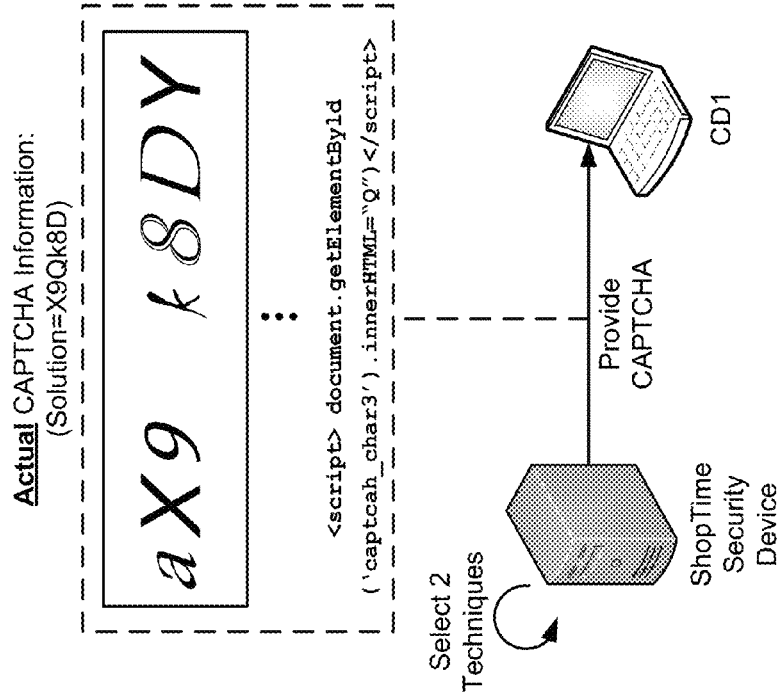 Actual CAPTCHA Information:
(Solution=X9Qk8D)
aX9 k8DY
<script> document.getElementById
('captcah_char3').innerHTML="Q")</script>
Select 2
Techniques
Provide
CAPTCHA
ShopTime
Security
Device
CD1